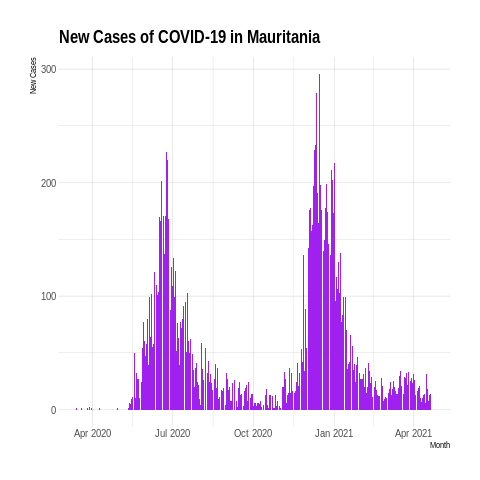 New Cases of COVID-19 in Mauritania
New Cases
300
200
100
0
Apr 2020 Jul 2020 Oct 2020 Jan 2021 Apr 2021
Month